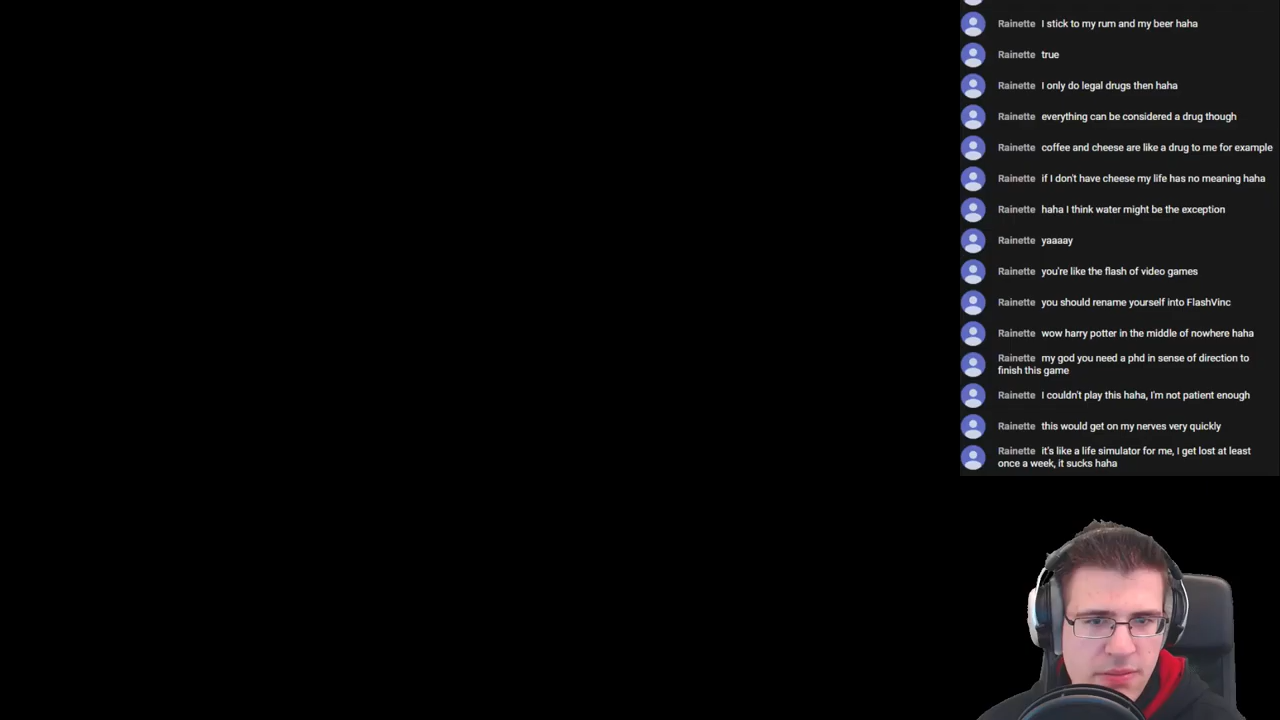 Rainette I stick to my rum and my beer haha
Rainette true
Rainette I only do legal drugs then haha
Rainette everything can be considered a drug though
Rainette coffee and cheese are like a drug to me for example
Rainette if I don't have cheese my life has no meaning haha
Rainette haha I think water might be the exception
Rainette yaaaay
Rainette you're like the flash of video games
Rainette you should rename yourself into FlashVinc
Rainette wow harry potter in the middle of nowhere haha
Rainette my god you need a phd in sense of direction to
finish this game
Rainette I couldn't play this haha, I'm not patient enough
Rainette this would get on my nerves very quickly
Rainette it's like a life simulator for me, I get lost at least
once a week, it sucks haha